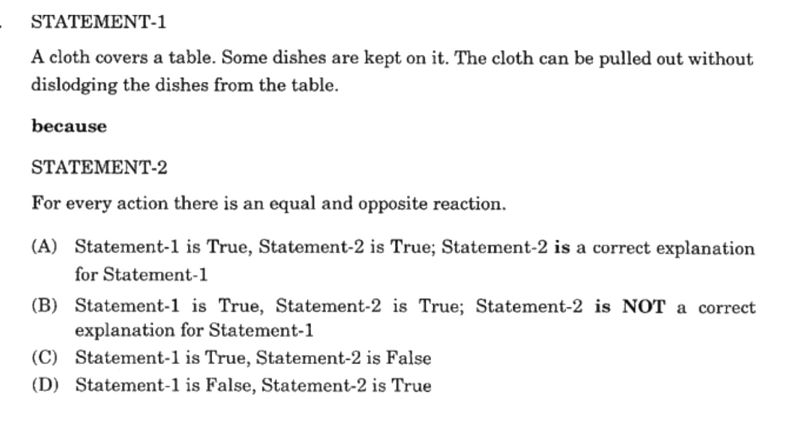 STATEMENT-1
A cloth covers a table. Some dishes are kept on it. The cloth can be pulled out without
dislodging the dishes from the table.
because
STATEMENT-2
For every action there is an equal and opposite reaction.
(A) Statement-1 is True, Statement-2 is True; Statement-2 is a correct explanation
for Statement-1
(B) Statement-1 is True, Statement-2 is True; Statement-2 is NOT a correct
explanation for Statement-1
(C) Statement-1 is True, Statement-2 is False
(D) Statement-1 is False, Statement-2 is True